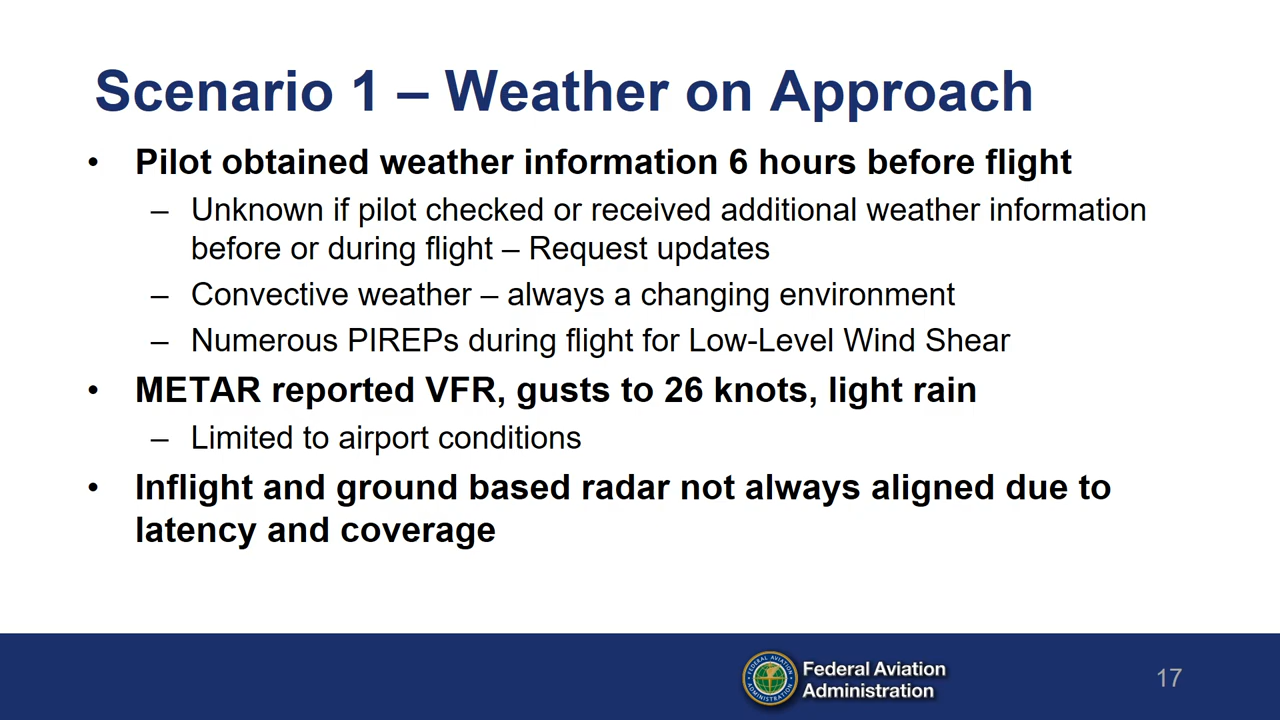 Scenario 1 – Weather on Approach
• Pilot obtained weather information 6 hours before flight
– Unknown if pilot checked or received additional weather information
before or during flight – Request updates
– Convective weather – always a changing environment
– Numerous PIREPs during flight for Low-Level Wind Shear
• METAR reported VFR, gusts to 26 knots, light rain
– Limited to airport conditions
• Inflight and ground based radar not always aligned due to
latency and coverage
FEDERAL AVIATION
ADMINISTRATION
Federal Aviation
Administration
17